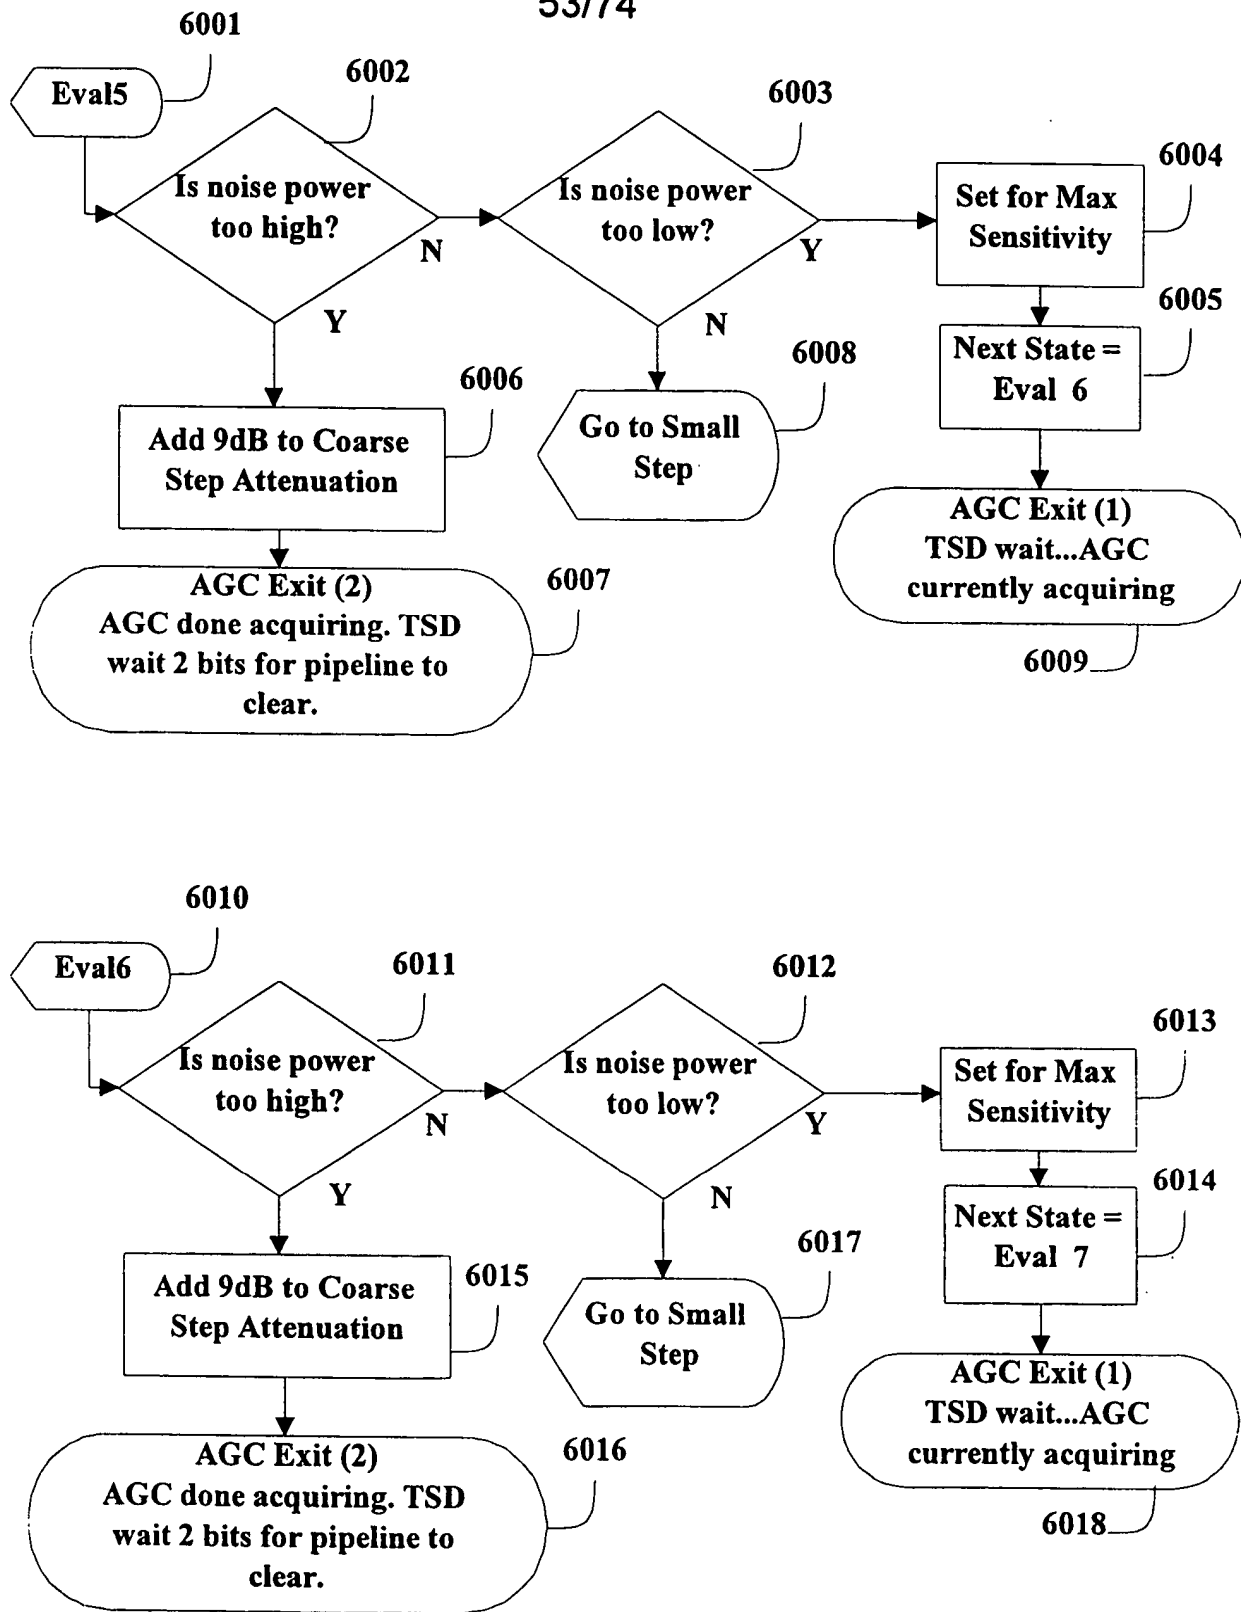 53/74
6001
Eval5
6002
Is noise power
too high?
N
Y
6003
Is noise power
too low?
Y
N
6004
Set for Max
Sensitivity
6005
Next State =
Eval 6
6006
Add 9dB to Coarse
Step Attenuation
6008
Go to Small
Step
AGC Exit (1)
TSD wait...AGC
currently acquiring
6009
AGC Exit (2)
AGC done acquiring. TSD
wait 2 bits for pipeline to
clear.
6007
6010
Eval6
6011
Is noise power
too high?
N
Y
6012
Is noise power
too low?
Y
N
6013
Set for Max
Sensitivity
6014
Next State =
Eval 7
6015
Add 9dB to Coarse
Step Attenuation
6017
Go to Small
Step
AGC Exit (1)
TSD wait...AGC
currently acquiring
6018
AGC Exit (2)
AGC done acquiring. TSD
wait 2 bits for pipeline to
clear.
6016